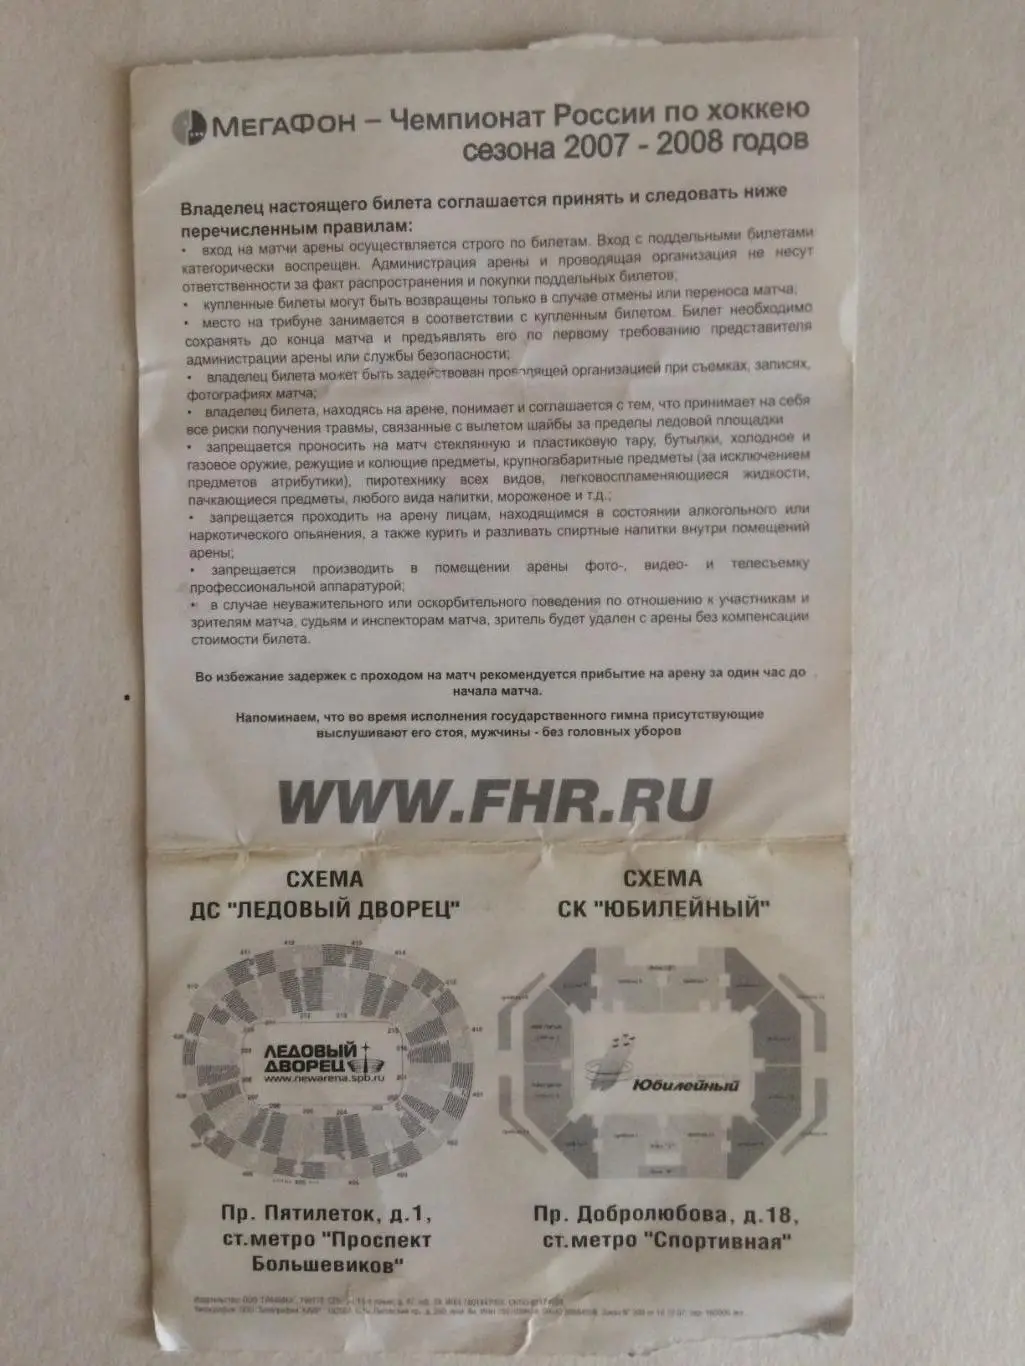 МЕГАФОН – ЧЕМПИОНАТ РОССИИ ПО ХОККЕЮ
СЕЗОНА 2007 - 2008 ГОДОВ
Владелец настоящего билета соглашается принять и следовать ниже
перечисленным правилам:
• вход на матчи арены осуществляется строго по билетам. Вход с поддельными билетами
категорически воспрещен. Администрация арены и проводящая организация не несут
ответственности за факт распространения и покупки поддельных билетов;
• купленные билеты могут быть возвращены только в случае отмены или переноса матча;
• место на трибуне занимается в соответствии с купленным билетом. Билет необходимо
сохранять до конца матча и предъявлять его по первому требованию представителя
администрации арены или службы безопасности;
• владелец билета может быть задействован проводящей организацией при съемках, записях,
фотографиях матча;
• владелец билета, находясь на арене, понимает и соглашается с тем, что принимает на себя
все риски получения травмы, связанные с вылетом шайбы за пределы ледовой площадки
• запрещается проносить на матч стеклянную и пластиковую тару, бутылки, холодное и
газовое оружие, режущие и колющие предметы, крупногабаритные предметы (за исключением
предметов атрибутики), пиротехнику всех видов, легковоспламеняющиеся жидкости,
пачкающиеся предметы, любого вида напитки, мороженое и т.д.;
• запрещается проходить на арену лицам, находящимся в состоянии алкогольного или
наркотического опьянения, а также курить и разливать спиртные напитки внутри помещений
арены;
• запрещается производить в помещении арены фото-, видео- и телесъемку
профессиональной аппаратурой;
• в случае неуважительного или оскорбительного поведения по отношению к участникам и
зрителям матча, судьям и инспекторам матча, зритель будет удален с арены без компенсации
стоимости билета.
Во избежание задержек с проходом на матч рекомендуется прибытие на арену за один час до
начала матча.
Напоминаем, что во время исполнения государственного гимна присутствующие
выслушивают его стоя, мужчины - без головных уборов
WWW.FHR.RU
СХЕМА
ДС "ЛЕДОВЫЙ ДВОРЕЦ"
ЛЕДОВЫЙ
ДВОРЕЦ
www.newarena.spb.ru
Пр. Пятилеток, д.1,
ст.метро "Проспект
Большевиков"
СХЕМА
СК "ЮБИЛЕЙНЫЙ"
Юбилейный
Пр. Добролюбова, д.18,
ст.метро "Спортивная"